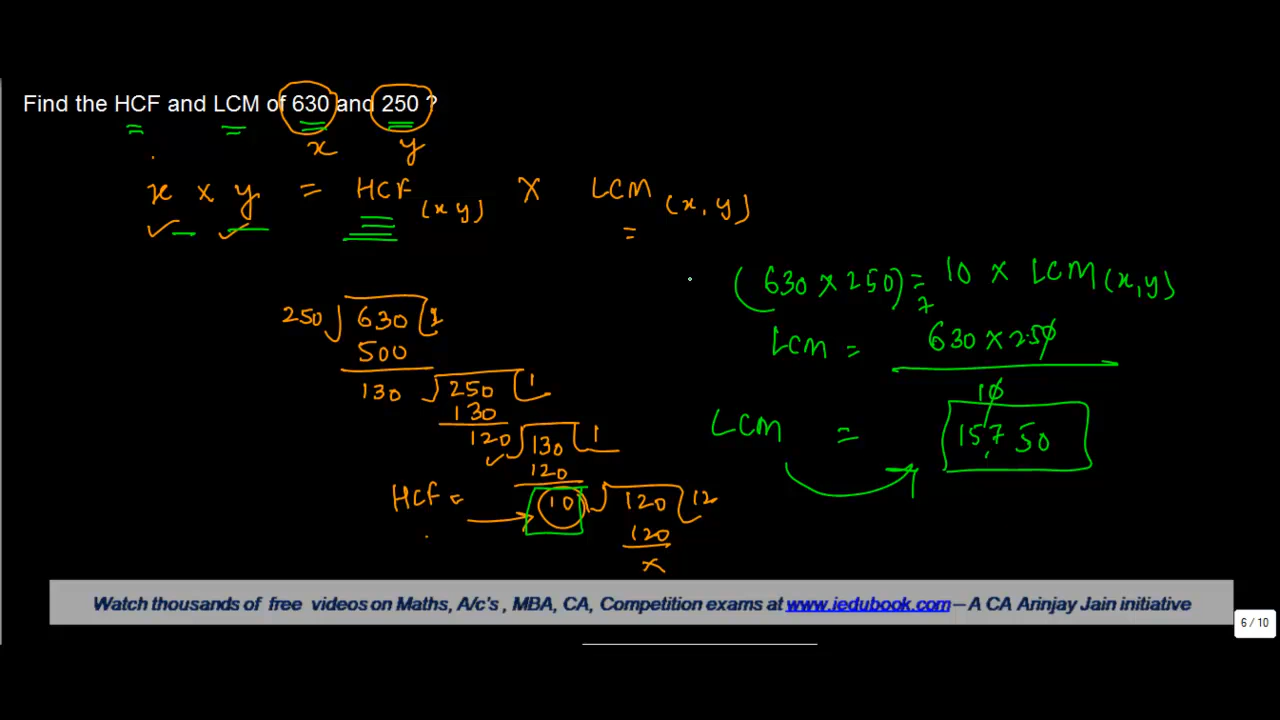 Find the HCF and LCM of 630 and 250 ?
x y
x × y = HCF (x y) × LCM (x, y)
(630 × 250) = 10 × LCM (x, y)
LCM = 630 × 250
10
LCM = 15,750
250 ) 630 ( 1
500
130 ) 250 ( 1
130
120 ) 130 ( 1
120
HCF = 10 ) 120 ( 12
120
x
Watch thousands of free videos on Maths, A/c's , MBA, CA, Competition exams at www.iedubook.com – A CA Arinjay Jain initiative
6 / 10